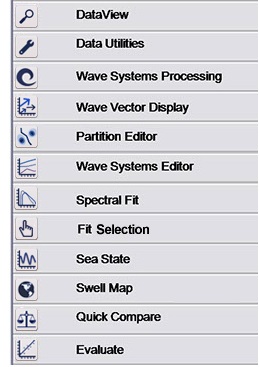 DataView
Data Utilities
Wave Systems Processing
Wave Vector Display
Partition Editor
Wave Systems Editor
Spectral Fit
Fit Selection
Sea State
Swell Map
Quick Compare
Evaluate